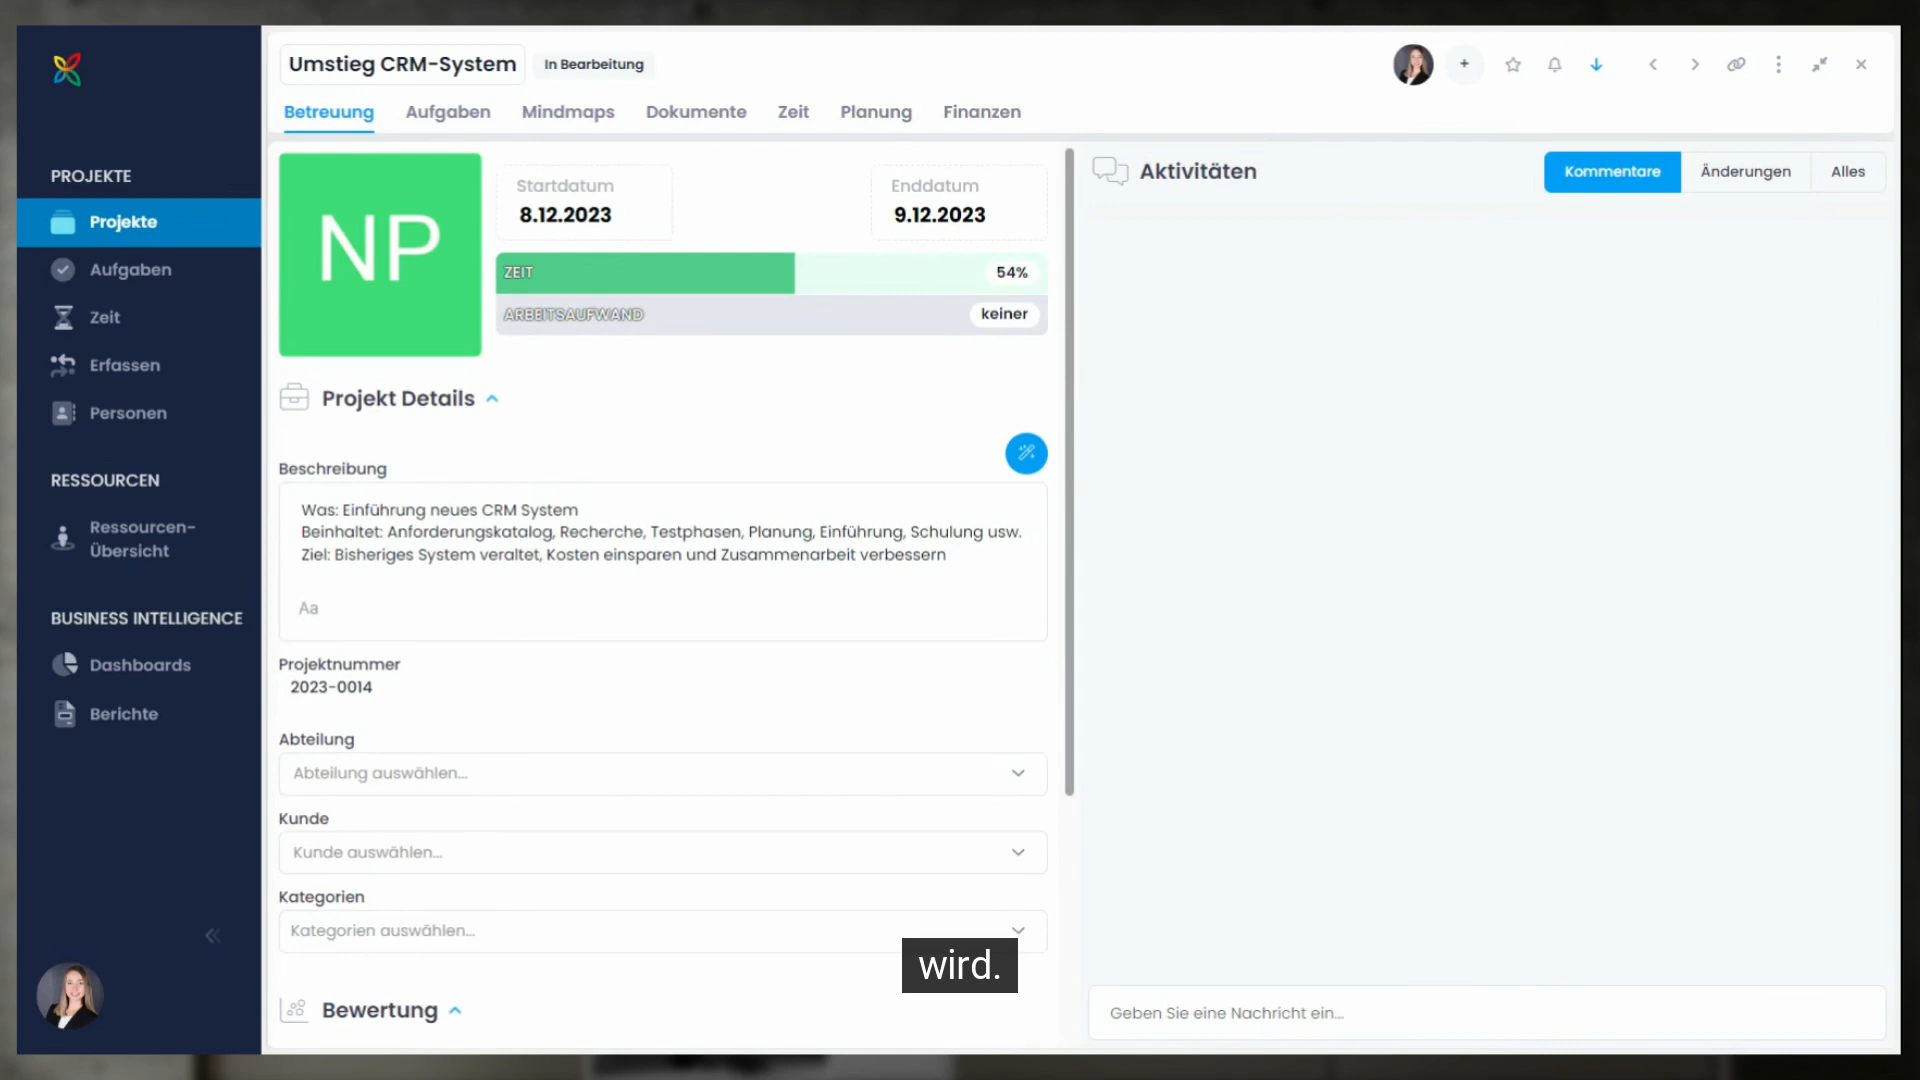 Umstieg CRM-System
In Bearbeitung
+
Betreuung
Aufgaben
Mindmaps
Dokumente
Zeit
Planung
Finanzen
PROJEKTE
Projekte
Aufgaben
Zeit
Erfassen
Personen
RESSOURCEN
Ressourcen-
Übersicht
BUSINESS INTELLIGENCE
Dashboards
Berichte
NP
Startdatum
8.12.2023
Enddatum
9.12.2023
ZEIT
54%
ARBEITSAUFWAND
keiner
Projekt Details
Beschreibung
Was: Einführung neues CRM System
Beinhaltet: Anforderungskatalog, Recherche, Testphasen, Planung, Einführung, Schulung usw.
Ziel: Bisheriges System veraltet, Kosten einsparen und Zusammenarbeit verbessern
Aa
Projektnummer
2023-0014
Abteilung
Abteilung auswählen...
Kunde
Kunde auswählen...
Kategorien
Kategorien auswählen...
Bewertung
Aktivitäten
Kommentare
Änderungen
Alles
Geben Sie eine Nachricht ein...
wird.